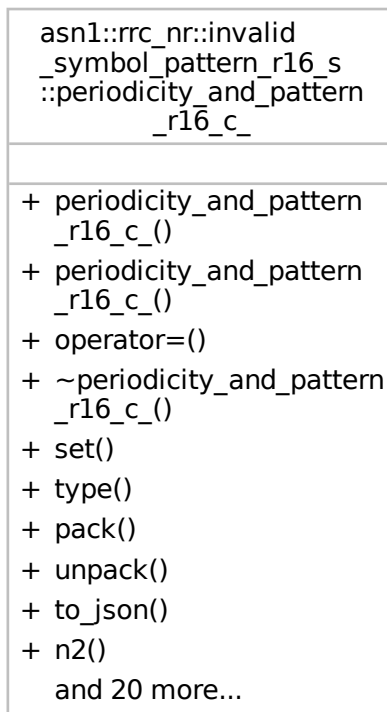 asn1::rrc_nr::invalid
_symbol_pattern_r16_s
::periodicity_and_pattern
_r16_c_
+ periodicity_and_pattern
_r16_c_()
+ periodicity_and_pattern
_r16_c_()
+ operator=()
+ ~periodicity_and_pattern
_r16_c_()
+ set()
+ type()
+ pack()
+ unpack()
+ to_json()
+ n2()
and 20 more...